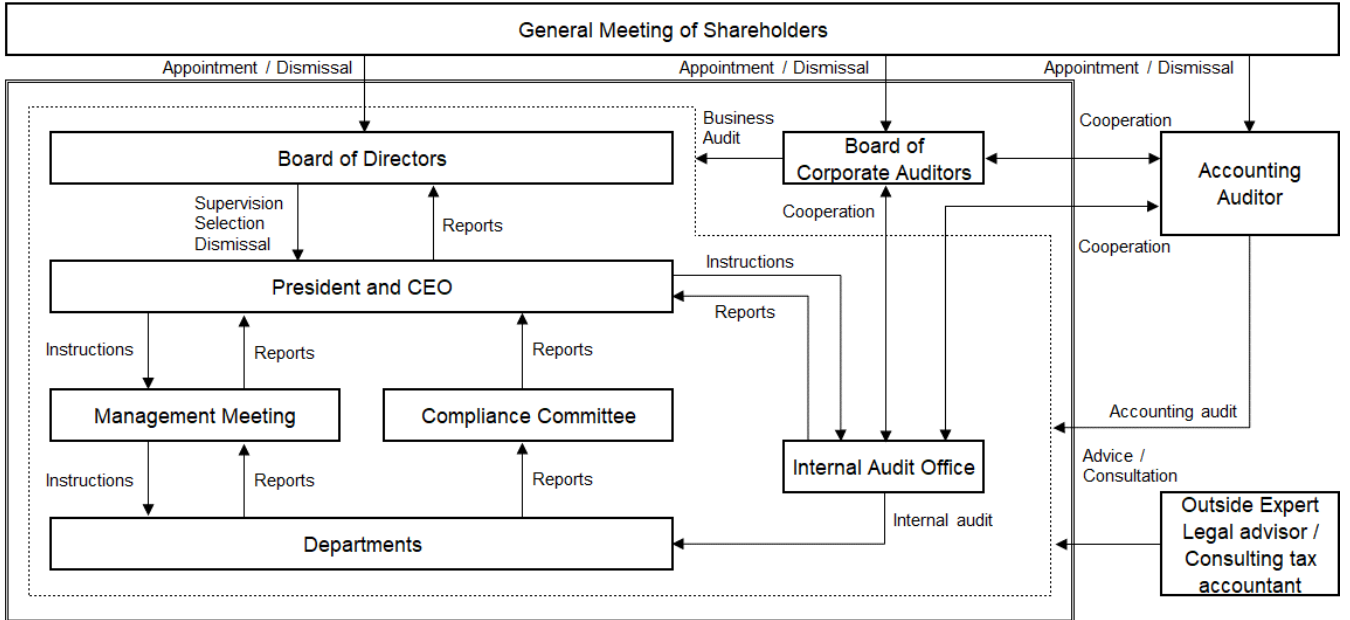 General Meeting of Shareholders
Appointment / Dismissal
Appointment / Dismissal
Appointment / Dismissal
Business
Audit
Cooperation
Board of Directors
Board of
Corporate Auditors
Accounting
Auditor
Supervision
Selection
Dismissal
Reports
Cooperation
Cooperation
President and CEO
Instructions
Reports
Instructions
Reports
Reports
Management Meeting
Compliance Committee
Accounting audit
Instructions
Reports
Reports
Internal Audit Office
Advice /
Consultation
Departments
Internal audit
Outside Expert
Legal advisor /
Consulting tax
accountant